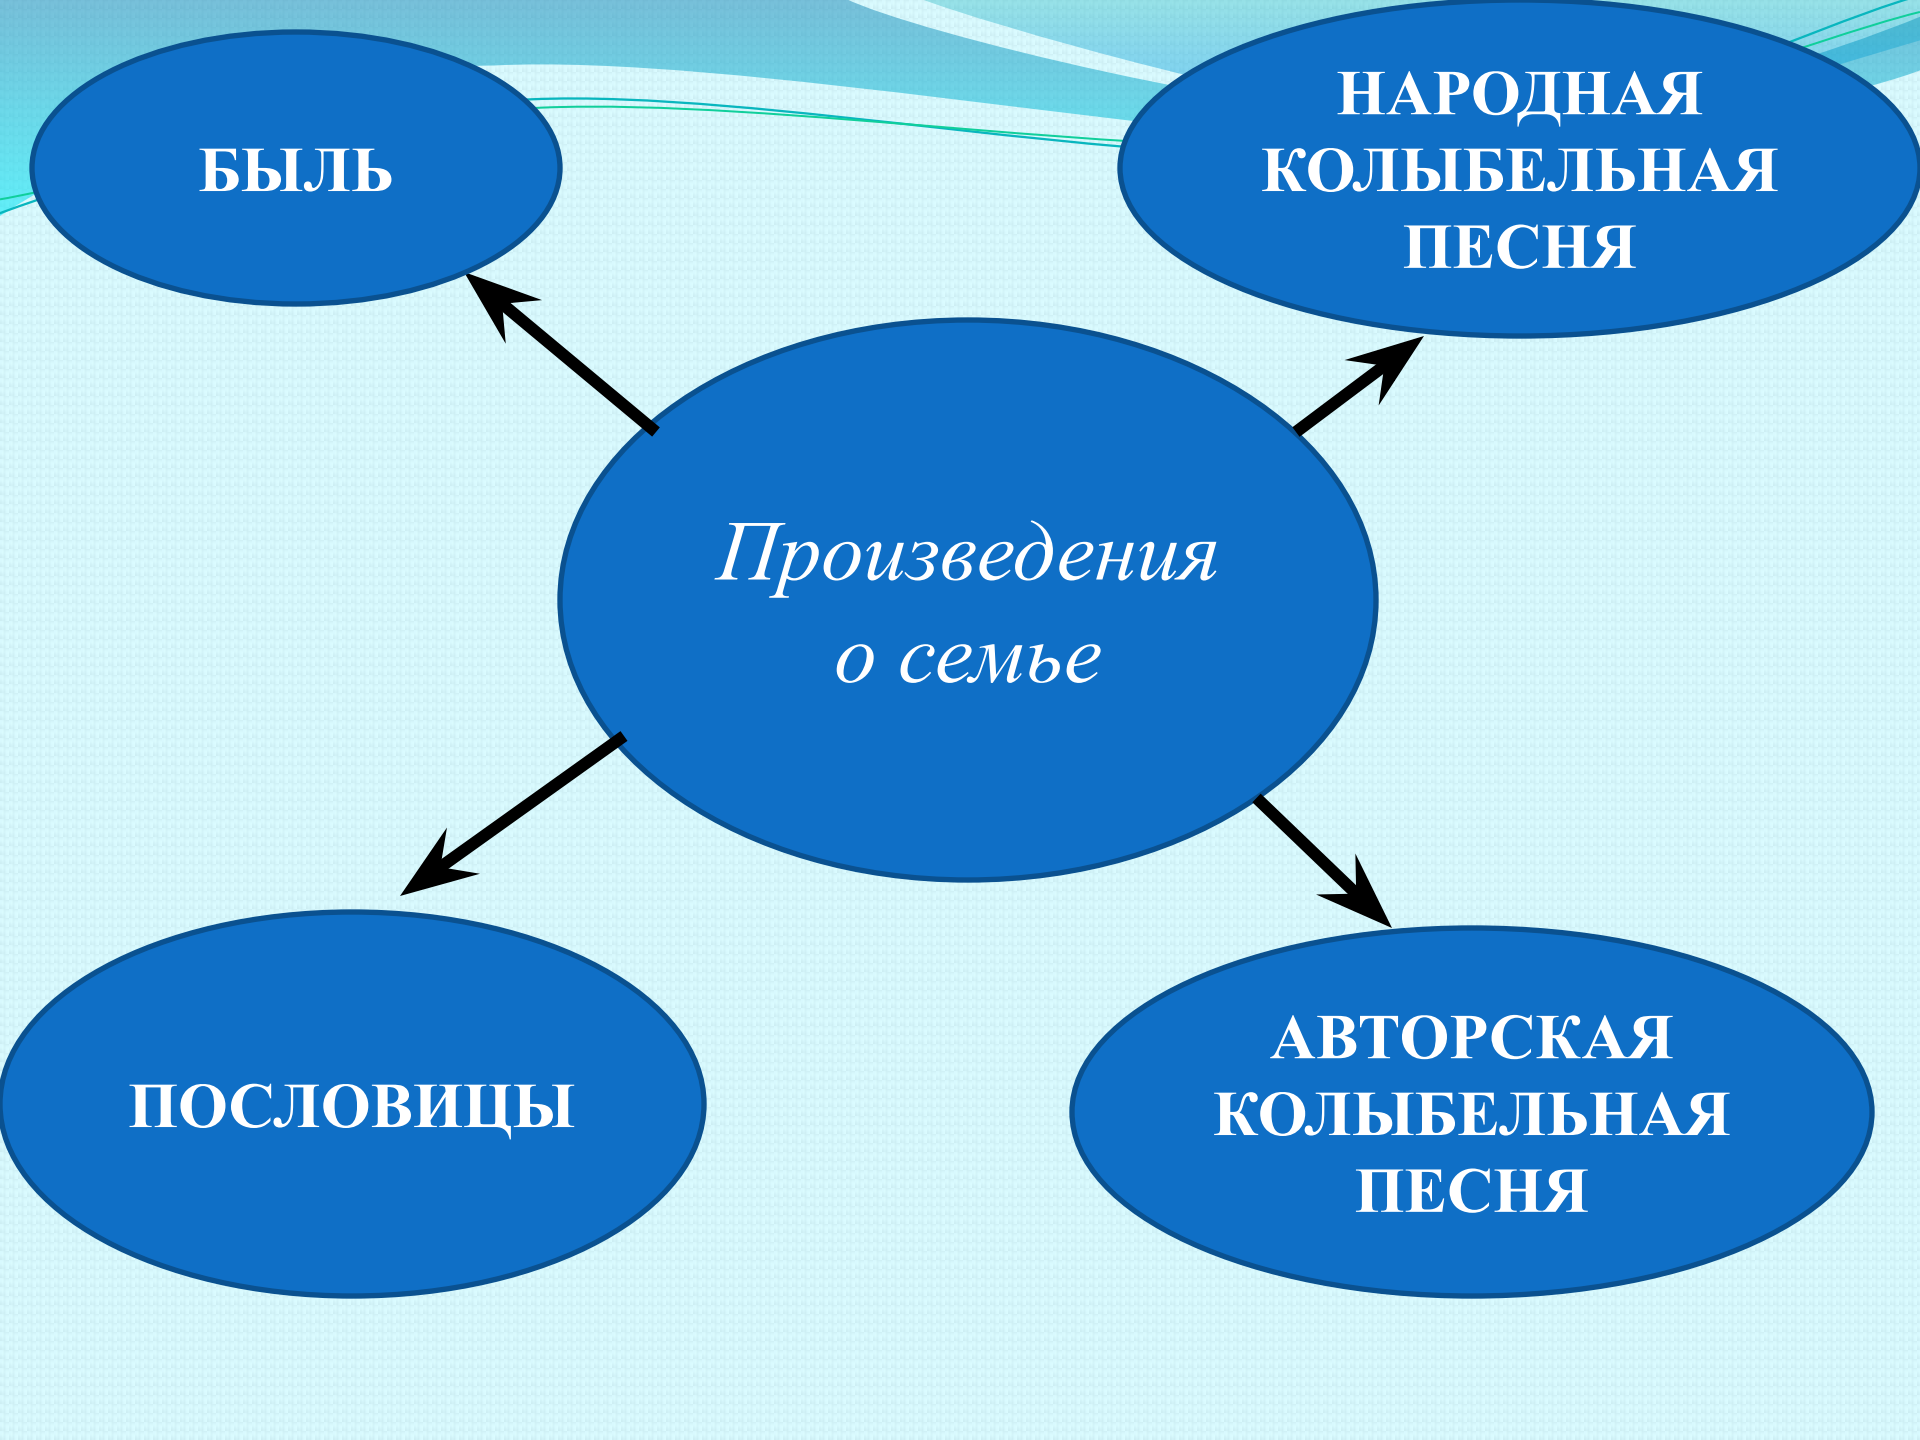 БЫЛЬ
НАРОДНАЯ
КОЛЫБЕЛЬНАЯ
ПЕСНЯ
Произведения
о семье
ПОСЛОВИЦЫ
АВТОРСКАЯ
КОЛЫБЕЛЬНАЯ
ПЕСНЯ